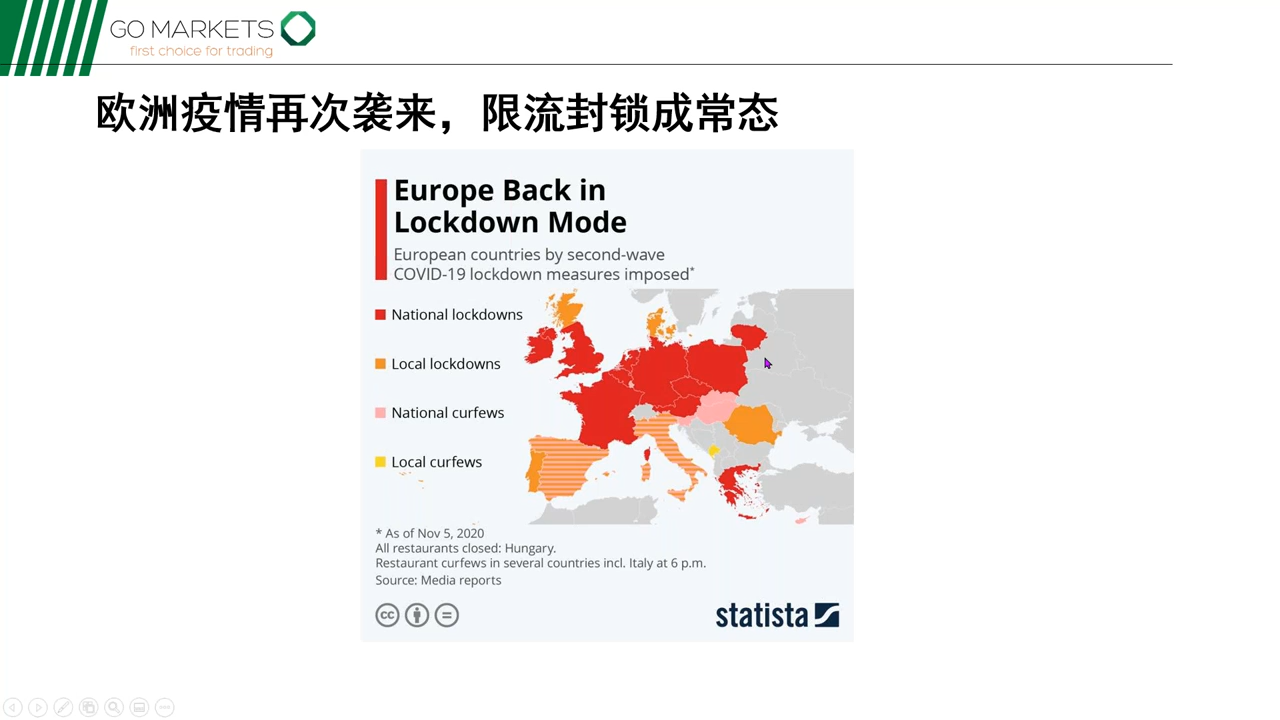 GO MARKETS
first choice for trading
欧洲疫情再次袭来，限流封锁成常态
Europe Back in
Lockdown Mode
European countries by second-wave
COVID-19 lockdown measures imposed*
National lockdowns
Local lockdowns
National curfews
Local curfews
* As of Nov 5, 2020
All restaurants closed: Hungary.
Restaurant curfews in several countries incl. Italy at 6 p.m.
Source: Media reports
cc
statista